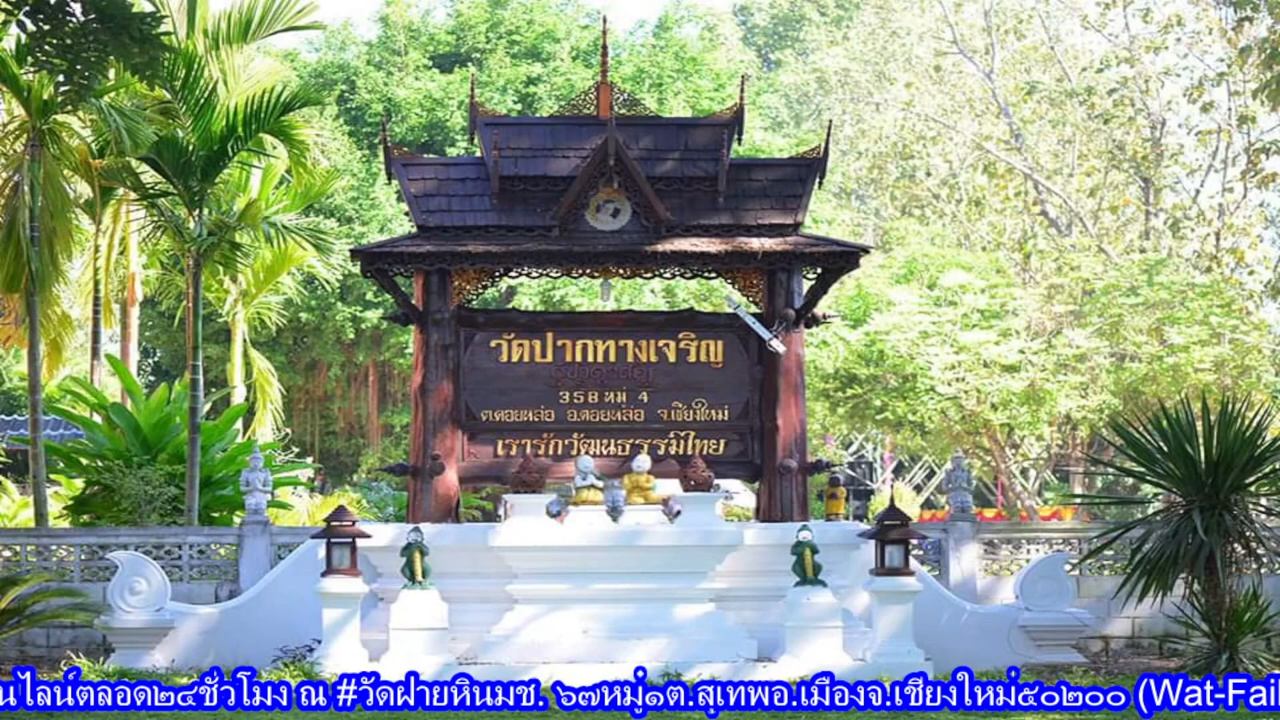 วัดปากทางเจริญ
358 หมู่ 4
ต.ดอยหล่อ อ.ดอยหล่อ จ.เชียงใหม่
เรารักวัฒนธรรมไทย
นไลน์ตลอด๒๔ชั่วโมง ณ #วัดฝายหินมช. ๖๗หมู่๑ต.สุเทพอ.เมืองจ.เชียงใหม่๕๐๒๐๐ (Wat-Fail